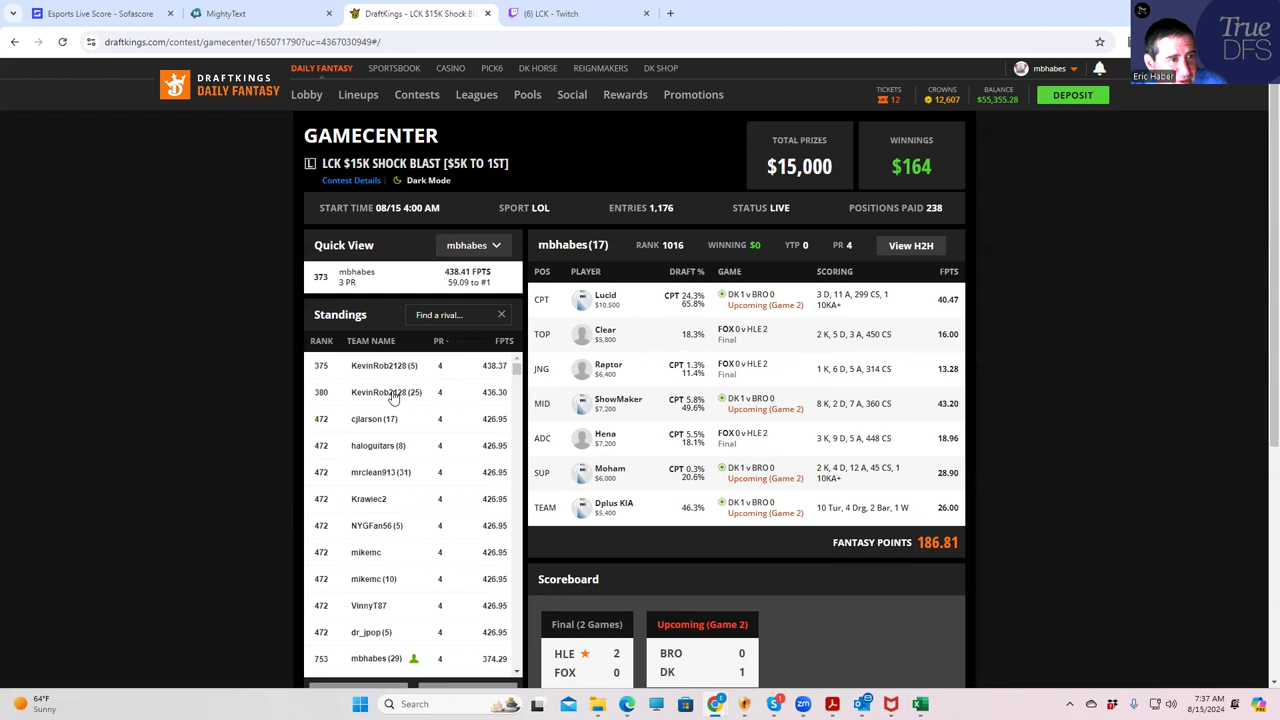 Esports Live Score - Sofascore
MightyText
DraftKings - LCK $15K Shock Bl
(6) LCK - Twitch
draftkings.com/contest/gamecenter/165071790?uc=4367030949#/
True DFS
Eric Haber
DRAFTKINGS
DAILY FANTASY
DAILY FANTASY SPORTSBOOK CASINO PICK6 DK HORSE REIGNMAKERS DK SHOP
mbhabes
Lobby Lineups Contests Leagues Pools Social Rewards Promotions
TICKETS 12
CROWNS 12,607
BALANCE $55,355.28
DEPOSIT
GAMECENTER
L LCK $15K SHOCK BLAST [$5K TO 1ST]
Contest Details | Dark Mode
TOTAL PRIZES
$15,000
WINNINGS
$164
START TIME 08/15 4:00 AM SPORT LOL ENTRIES 1,176 STATUS LIVE POSITIONS PAID 238
Quick View mbhabes
373 mbhabes 438.41 FPTS
3 PR 59.09 to #1
Standings Find a rival...
RANK TEAM NAME PR FPTS
375 KevinRob2128 (5) 4 438.37
380 KevinRob2128 (25) 4 436.30
472 cjlarson (17) 4 426.95
472 haloguitars (8) 4 426.95
472 mrclean913 (31) 4 426.95
472 Krawiec2 4 426.95
472 NYGFan56 (5) 4 426.95
472 mikemc 4 426.95
472 mikemc (10) 4 426.95
472 VinnyT87 4 426.95
472 dr_jpop (5) 4 426.95
753 mbhabes (29) 4 374.29
mbhabes (17) RANK 1016 WINNING $0 YTP 0 PR 4 View H2H
POS PLAYER DRAFT % GAME SCORING FPTS
CPT Lucid $10,500 CPT 24.3% 65.8% DK 1 v BRO 0 Upcoming (Game 2) 3 D, 11 A, 299 CS, 1 10KA+ 40.47
TOP Clear $5,800 18.3% FOX 0 v HLE 2 Final 2 K, 5 D, 3 A, 450 CS 16.00
JNG Raptor $6,400 CPT 1.3% 11.4% FOX 0 v HLE 2 Final 1 K, 6 D, 5 A, 314 CS 13.28
MID ShowMaker $7,200 CPT 5.8% 49.6% DK 1 v BRO 0 Upcoming (Game 2) 8 K, 2 D, 7 A, 360 CS 43.20
ADC Hena $7,200 CPT 5.5% 18.1% FOX 0 v HLE 2 Final 3 K, 9 D, 5 A, 448 CS 18.96
SUP Moham $6,000 CPT 0.3% 20.6% DK 1 v BRO 0 Upcoming (Game 2) 2 K, 4 D, 12 A, 45 CS, 1 10KA+ 28.90
TEAM Dplus KIA $5,400 46.3% DK 1 v BRO 0 Upcoming (Game 2) 10 Tur, 4 Drg, 2 Bar, 1 W 26.00
FANTASY POINTS 186.81
Scoreboard
Final (2 Games)
HLE 2
FOX 0
Upcoming (Game 2)
BRO 0
DK 1
64°F
Sunny
Search
7:37 AM
8/15/2024